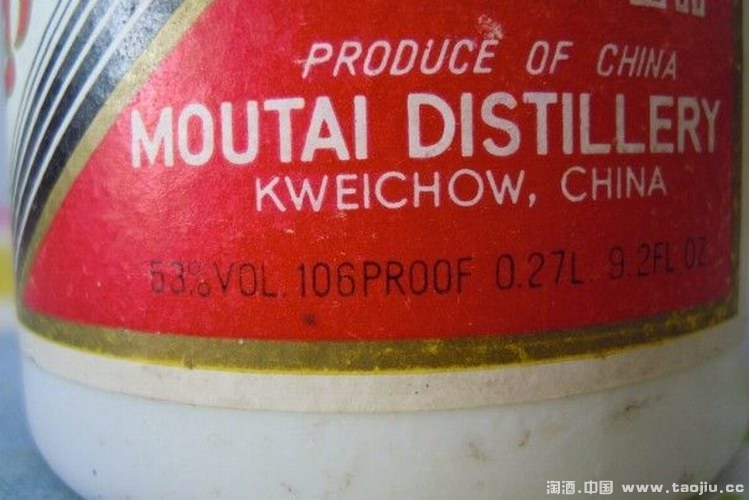 PRODUCE OF CHINA
MOUTAI DISTILLERY
KWEICHOW, CHINA
53%VOL. 106PROOF 0.27L. 9.2FL OZ
淘酒.中国 www.taojiu.cc